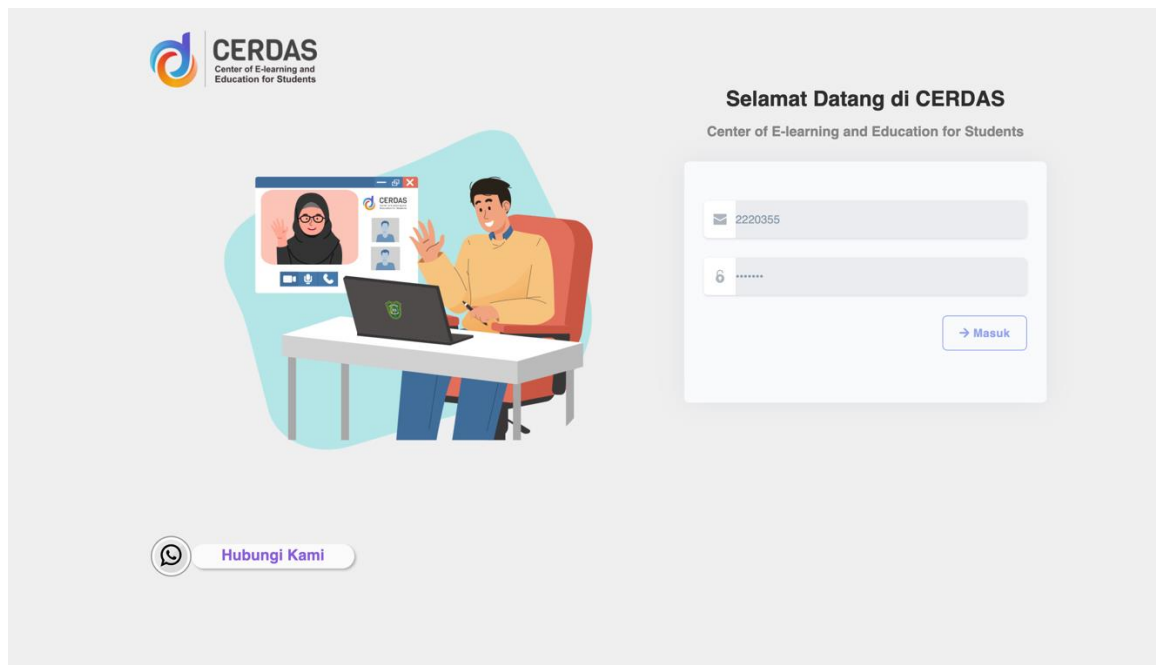 CERDAS
Center of E-learning and
Education for Students
Selamat Datang di CERDAS
Center of E-learning and Education for Students
CERDAS
2220355
.......
→ Masuk
Hubungi Kami